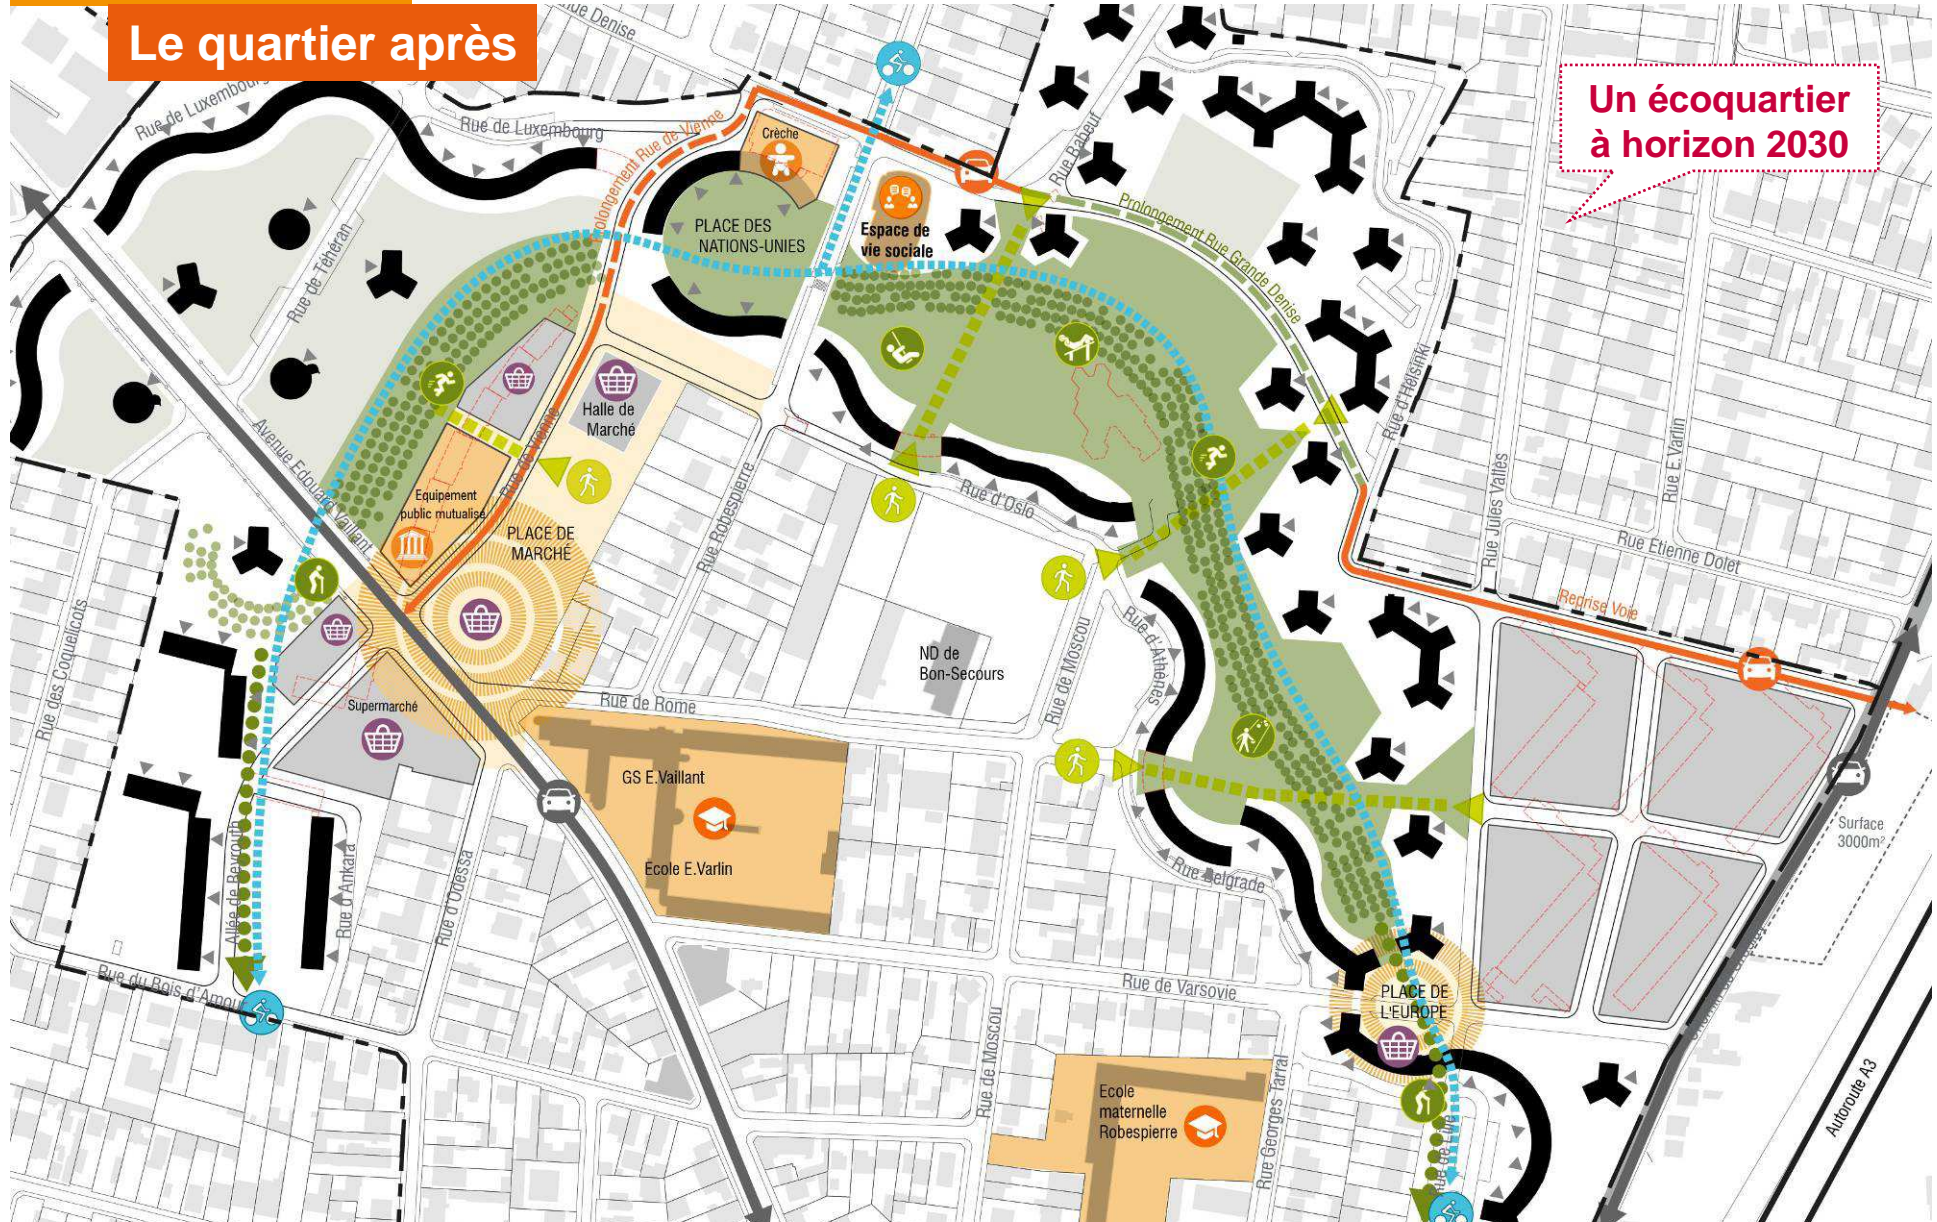 Le quartier après
Un écoquartier
à horizon 2030
Rue de Luxembourg
Rue de Luxembourg
Denise
Prolongement Rue de Vienne
Crèche
Rue Babeuf
Rue de Téhéran
PLACE DES
NATIONS-UNIES
Espace de
vie sociale
Prolongement Rue Grande Denise
Rue d'Helsinki
Avenue Edouard Vaillant
Halle de
Marché
Rue de Vienne
Equipement
public mutualisé
PLACE DE
MARCHÉ
Rue Robespierre
Rue d'Oslo
Rue Jules Vallès
Rue E.Varlin
Rue Etienne Dolet
Reprise Voie
Rue des Coquelicots
Rue de Moscou
Rue d'Athènes
ND de
Bon-Secours
Rue de Rome
Supermarché
GS E.Vaillant
Ecole E.Varlin
Surface
3000m²
Allée de Beyrouth
Rue d'Ankara
Rue d'Odessa
Rue Belgrade
Rue du Bois d'Amour
Rue de Varsovie
PLACE DE
L'EUROPE
Rue de Moscou
Ecole
maternelle
Robespierre
Rue Georges Tarral
Autoroute A3